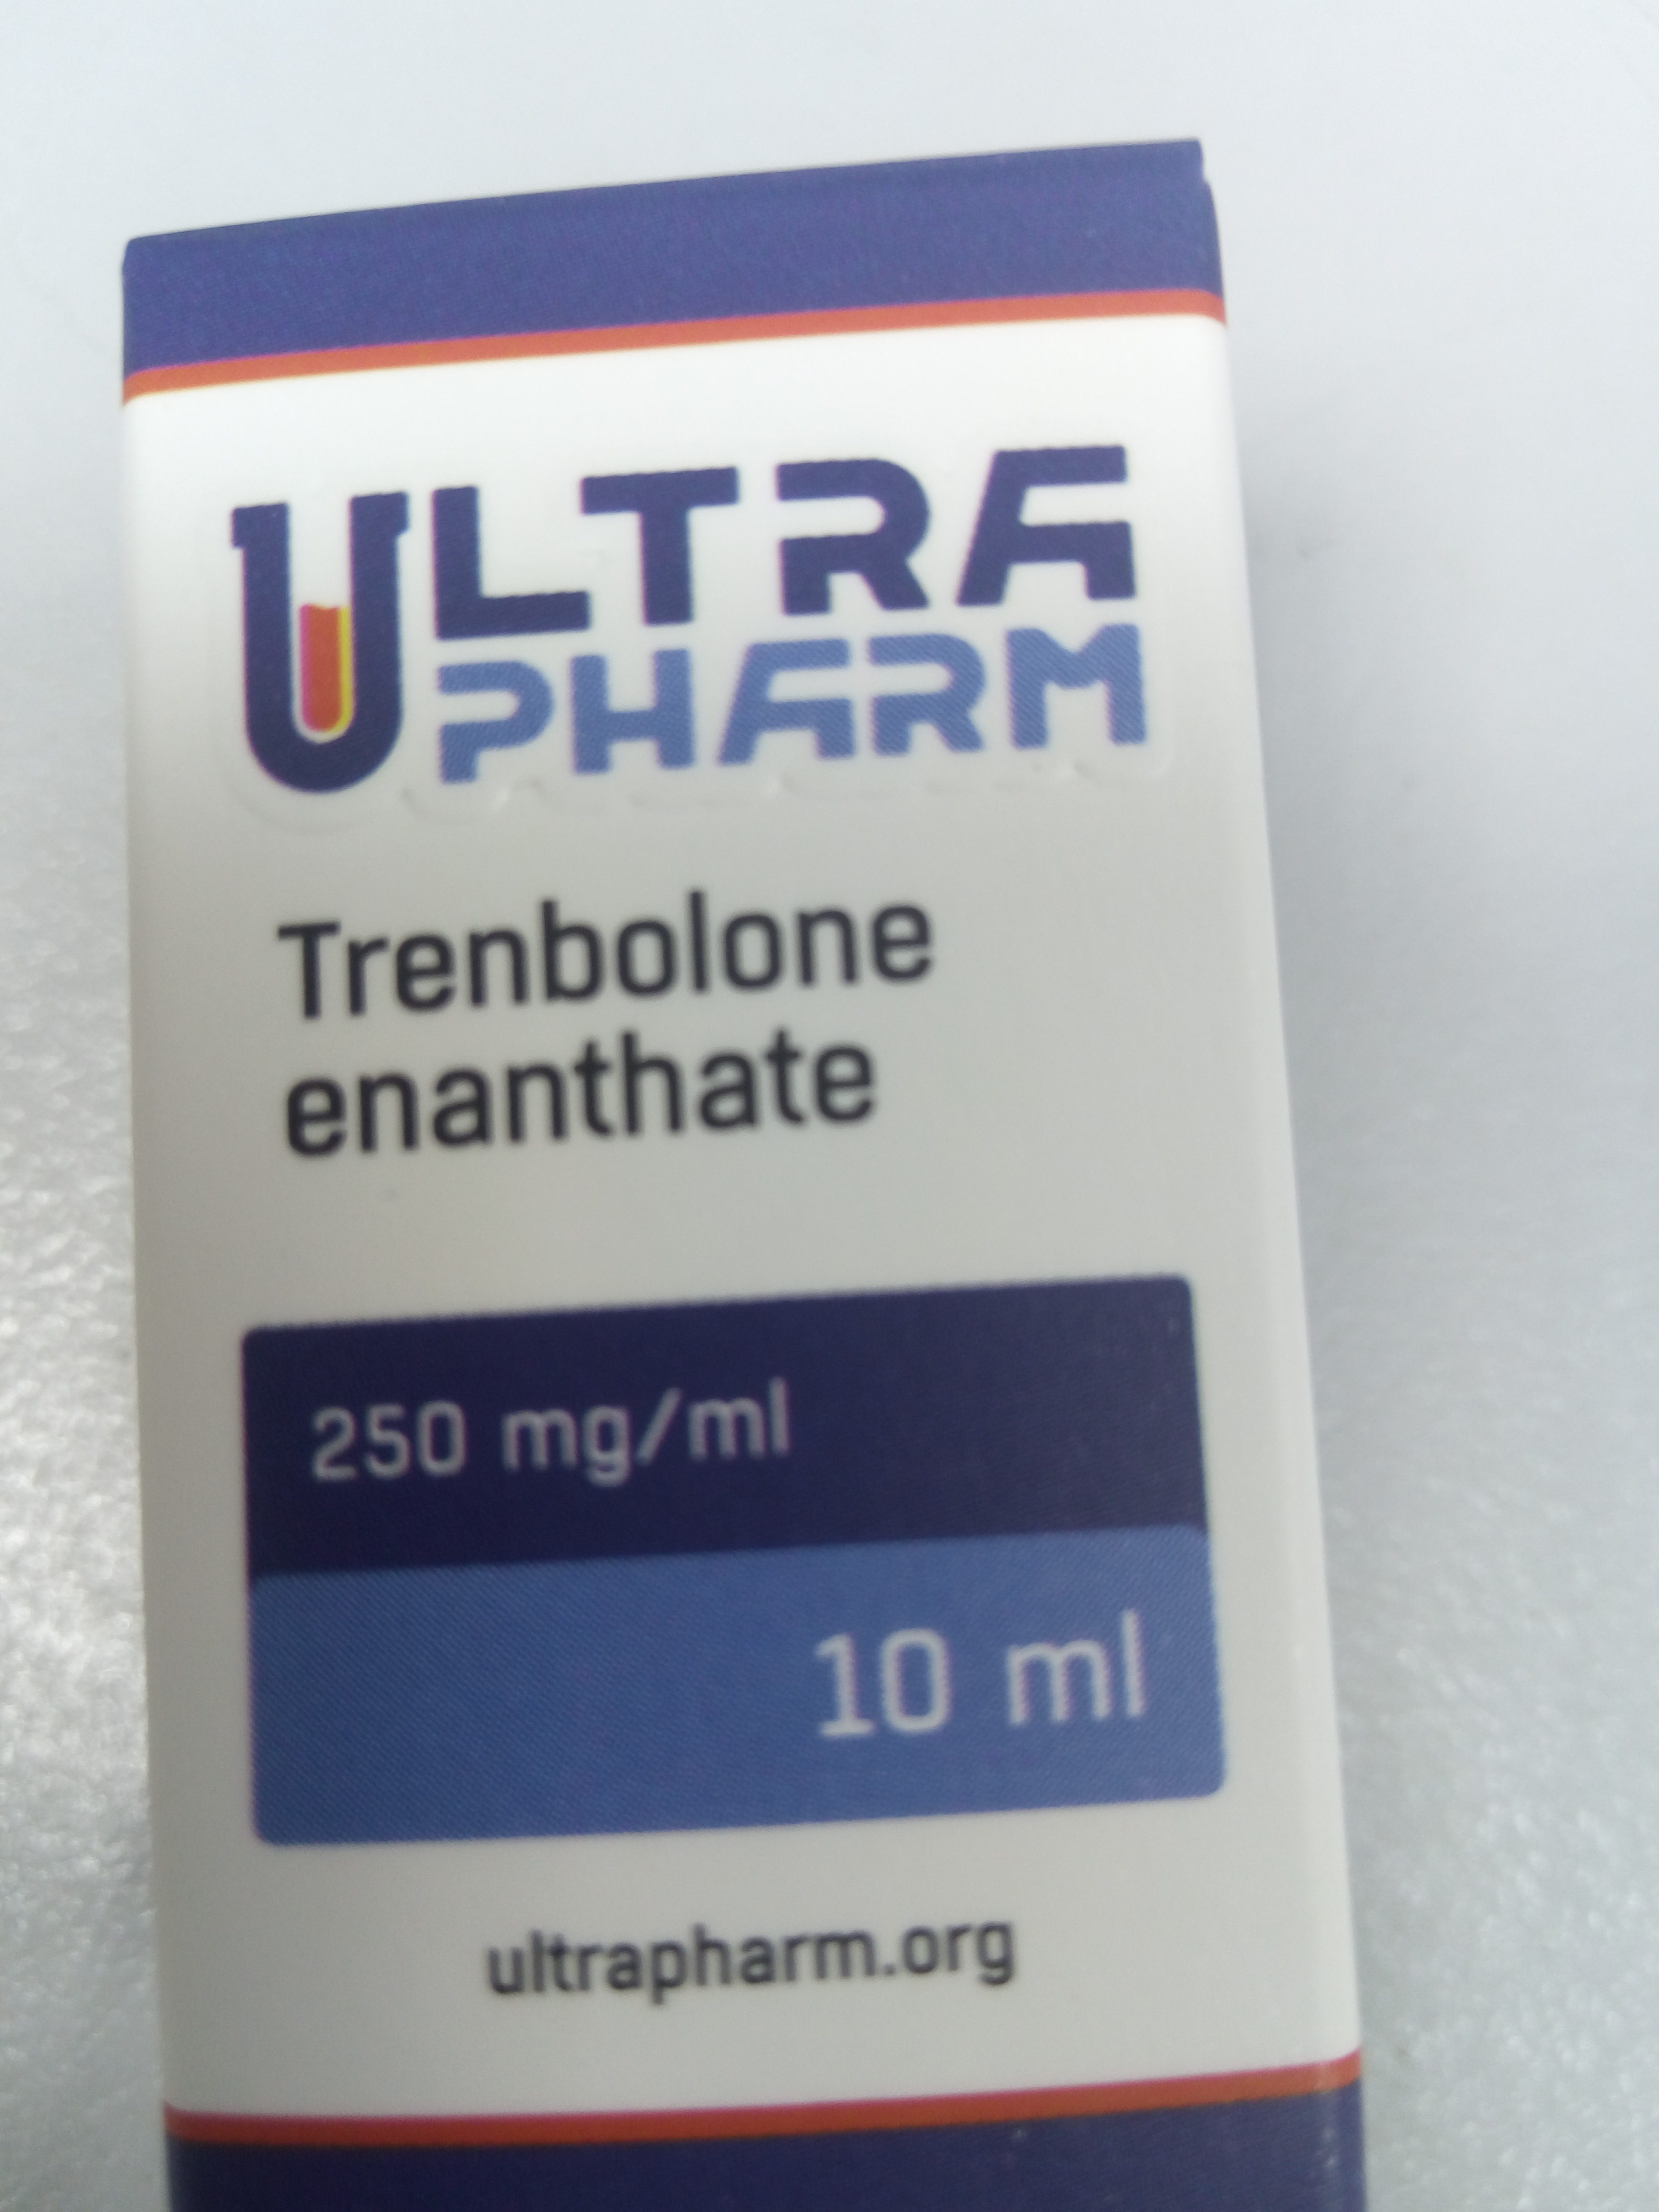 ULTRA
PHARM
Trenbolone
enanthate
250 mg/ml
10 ml
ultrapharm.org